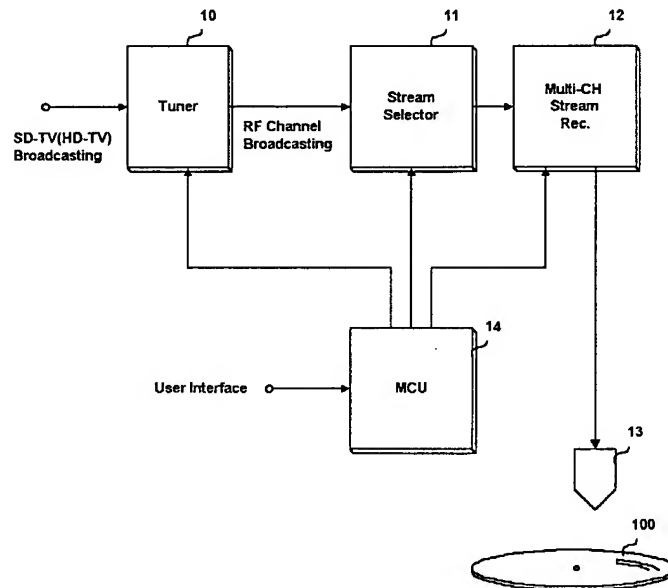 10
11
12
Tuner
Stream
Selector
Multi-CH
Stream
Rec.
SD-TV(HD-TV)
Broadcasting
RF Channel
Broadcasting
14
User Interface
MCU
13
100